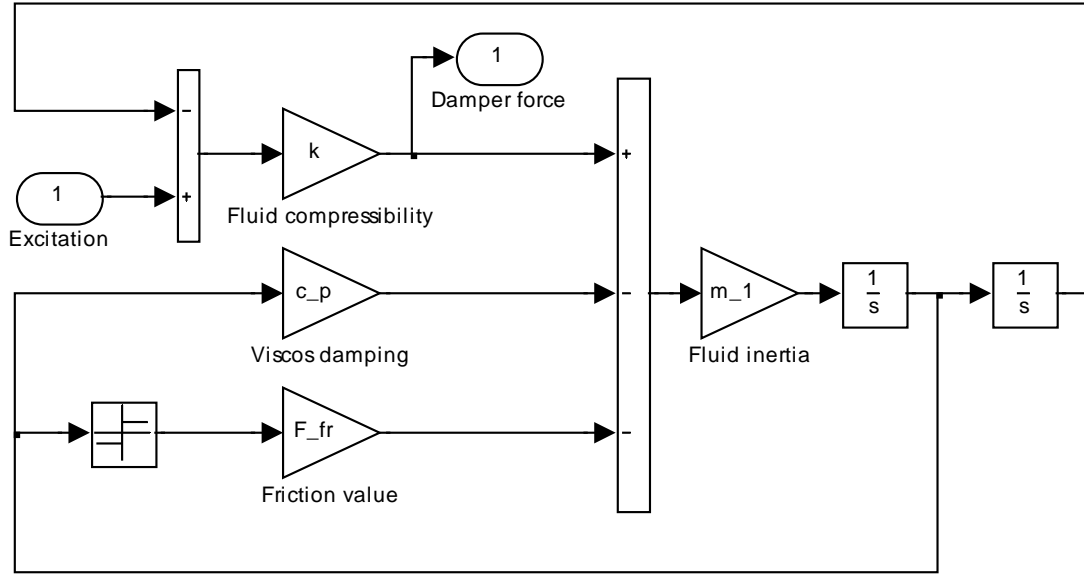 1
Damper force
-
+
k
Fluid compressibility
+
1
Excitation
c_p
Viscos damping
-
m_1
Fluid inertia
1
s
1
s
F_fr
Friction value
-